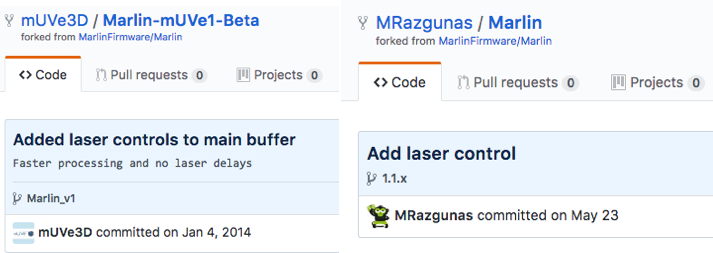 mUVe3D / Marlin-mUVe1-Beta
forked from MarlinFirmware/Marlin
<> Code Pull requests 0 Projects 0
Added laser controls to main buffer
Faster processing and no laser delays
Marlin_v1
mUVe3D committed on Jan 4, 2014
MRazgunas / Marlin
forked from MarlinFirmware/Marlin
<> Code Pull requests 0 Projects 0
Add laser control
1.1.x
MRazgunas committed on May 23